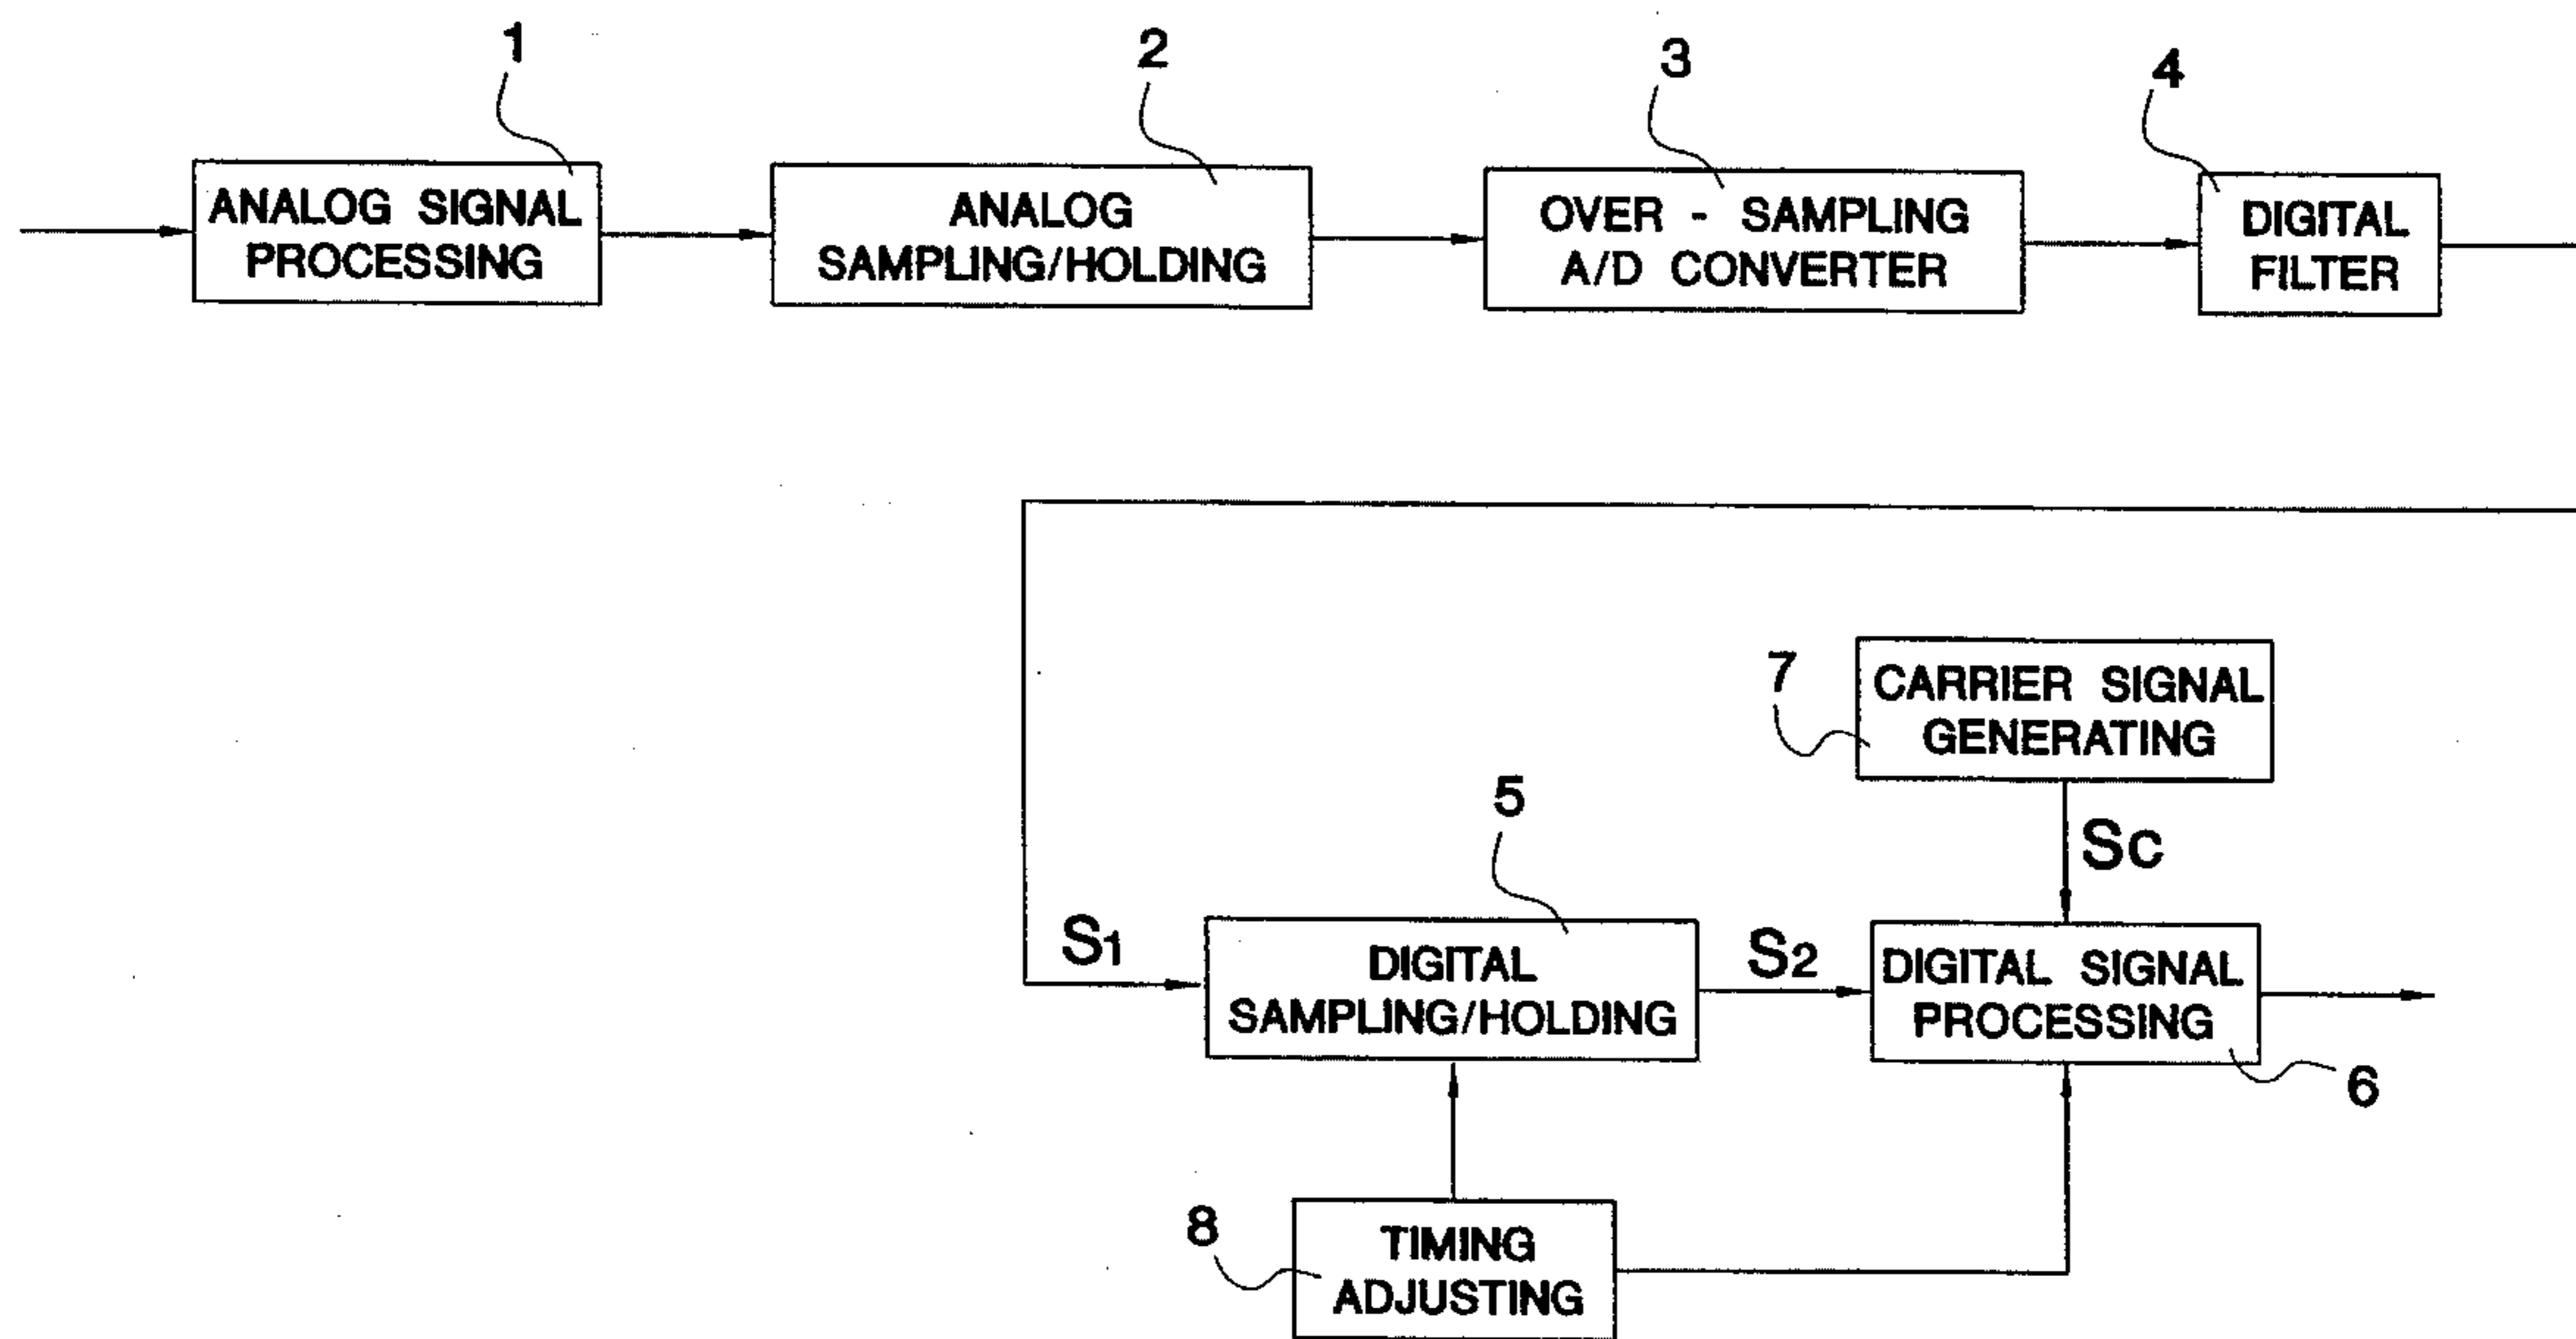 1
2
3
4
ANALOG SIGNAL
PROCESSING
ANALOG
SAMPLING/HOLDING
OVER - SAMPLING
A/D CONVERTER
DIGITAL
FILTER
7
CARRIER SIGNAL
GENERATING
5
SC
S1
DIGITAL
SAMPLING/HOLDING
S2
DIGITAL SIGNAL
PROCESSING
6
8
TIMING
ADJUSTING